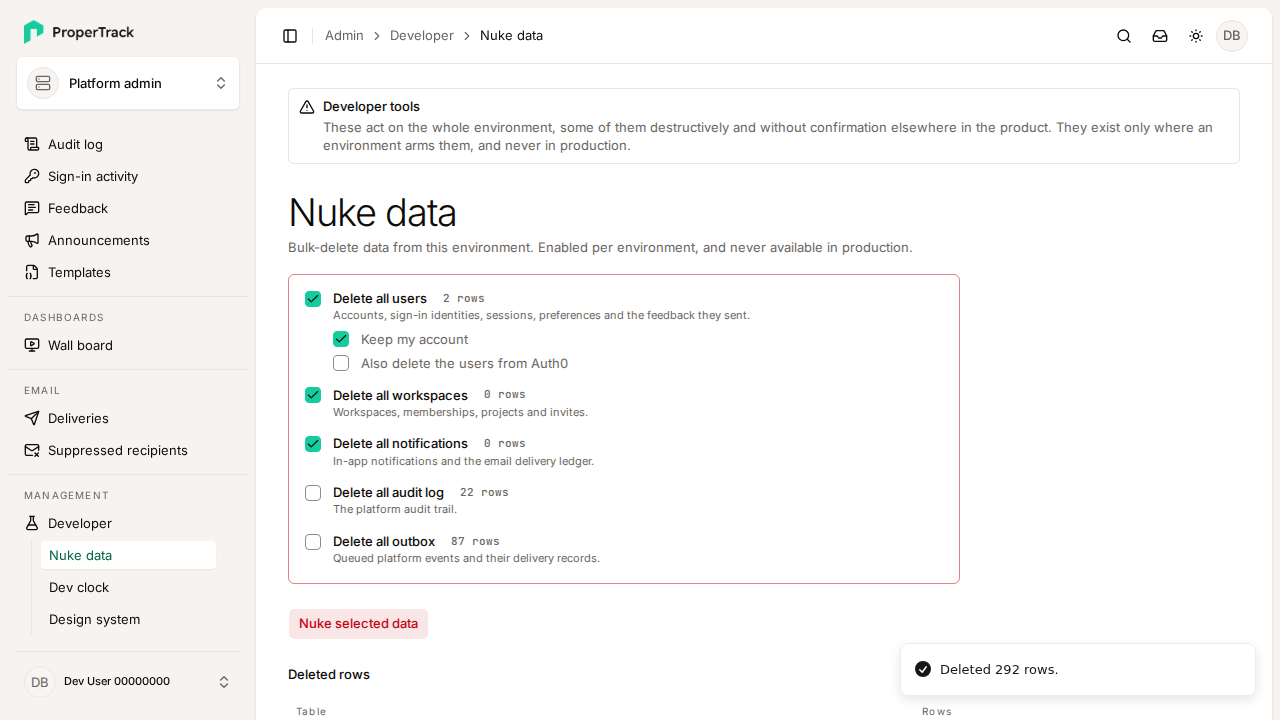 ProperTrack
Platform admin
Audit log
Sign-in activity
Feedback
Announcements
Templates
DASHBOARDS
Wall board
EMAIL
Deliveries
Suppressed recipients
MANAGEMENT
Developer
Nuke data
Dev clock
Design system
DB
Dev User 00000000
Admin
Developer
Nuke data
DB
Developer tools
These act on the whole environment, some of them destructively and without confirmation elsewhere in the product. They exist only where an
environment arms them, and never in production.
Nuke data
Bulk-delete data from this environment. Enabled per environment, and never available in production.
Delete all users 2 rows
Accounts, sign-in identities, sessions, preferences and the feedback they sent.
Keep my account
Also delete the users from Auth0
Delete all workspaces 0 rows
Workspaces, memberships, projects and invites.
Delete all notifications 0 rows
In-app notifications and the email delivery ledger.
Delete all audit log 22 rows
The platform audit trail.
Delete all outbox 87 rows
Queued platform events and their delivery records.
Nuke selected data
Deleted rows
Table Rows
Deleted 292 rows.